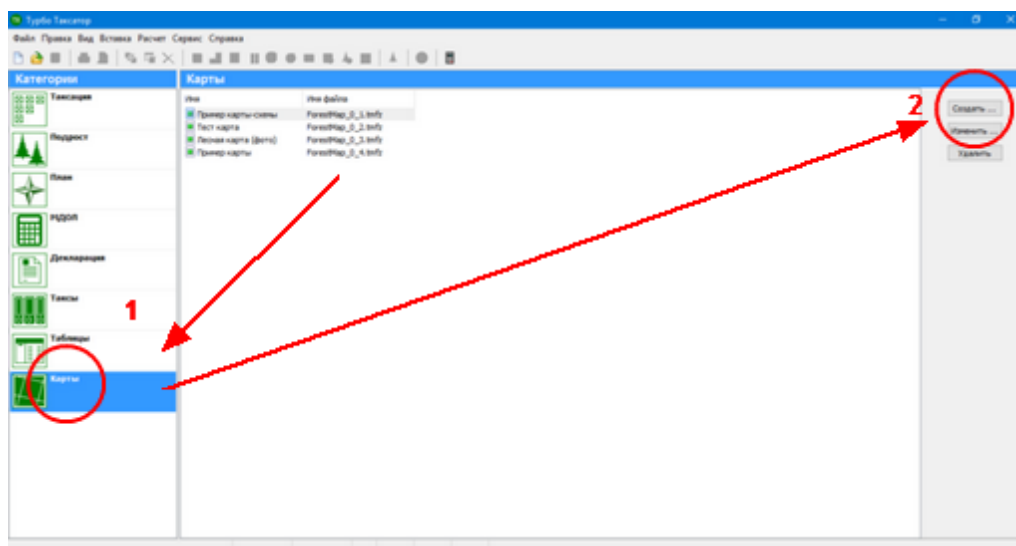 Турбо Таксатор
Файл Правка Вид Вставка Расчет Сервис Справка
Категории
Карты
Таксация
Подрост
План
МДОЛ
Декларация
Таксы
Таблицы
Карты
Имя Имя файла
Пример карты-схемы ForestMap_0_1.tmfz
Тест карта ForestMap_0_2.tmfz
Лесная карта (фото) ForestMap_0_3.tmfz
Пример карты ForestMap_0_4.tmfz
1
2
Создать ...
Изменить ...
Удалить